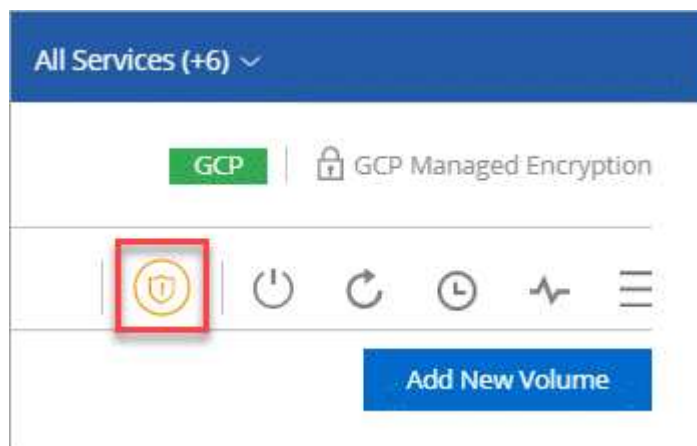 All Services (+6)
GCP
GCP Managed Encryption
Add New Volume